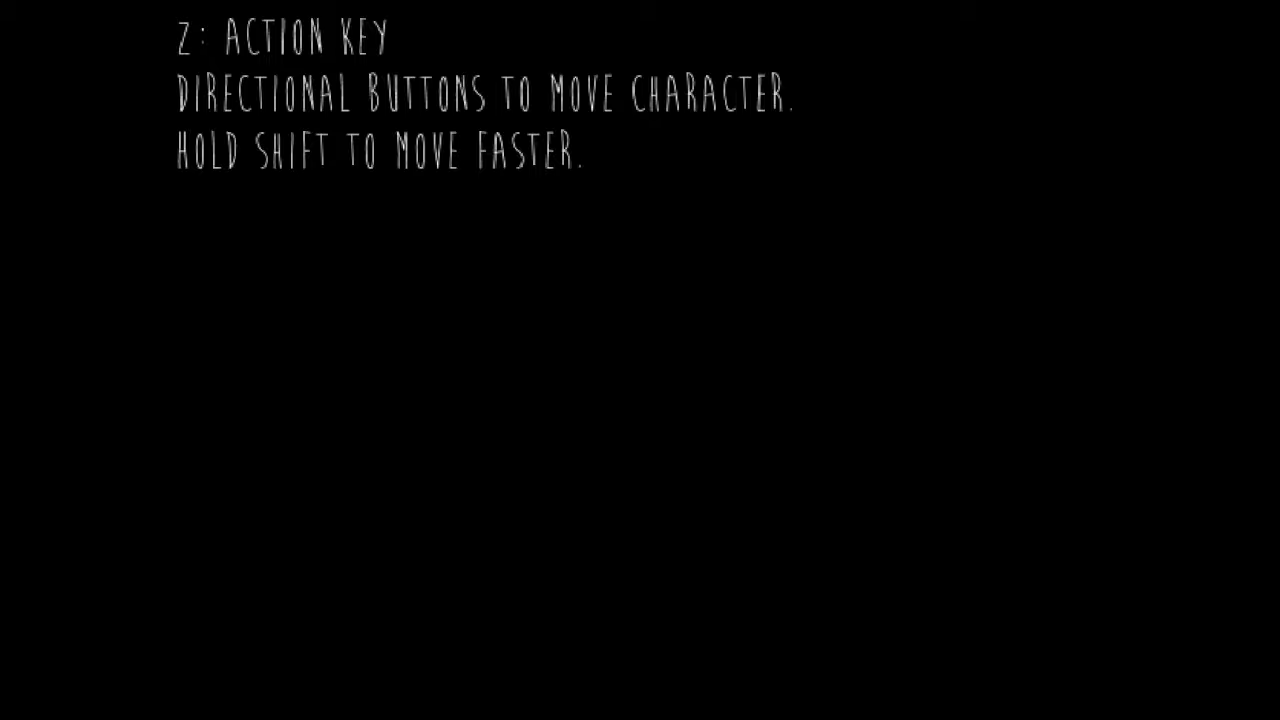 Z: ACTION KEY
DIRECTIONAL BUTTONS TO MOVE CHARACTER.
HOLD SHIFT TO MOVE FASTER.